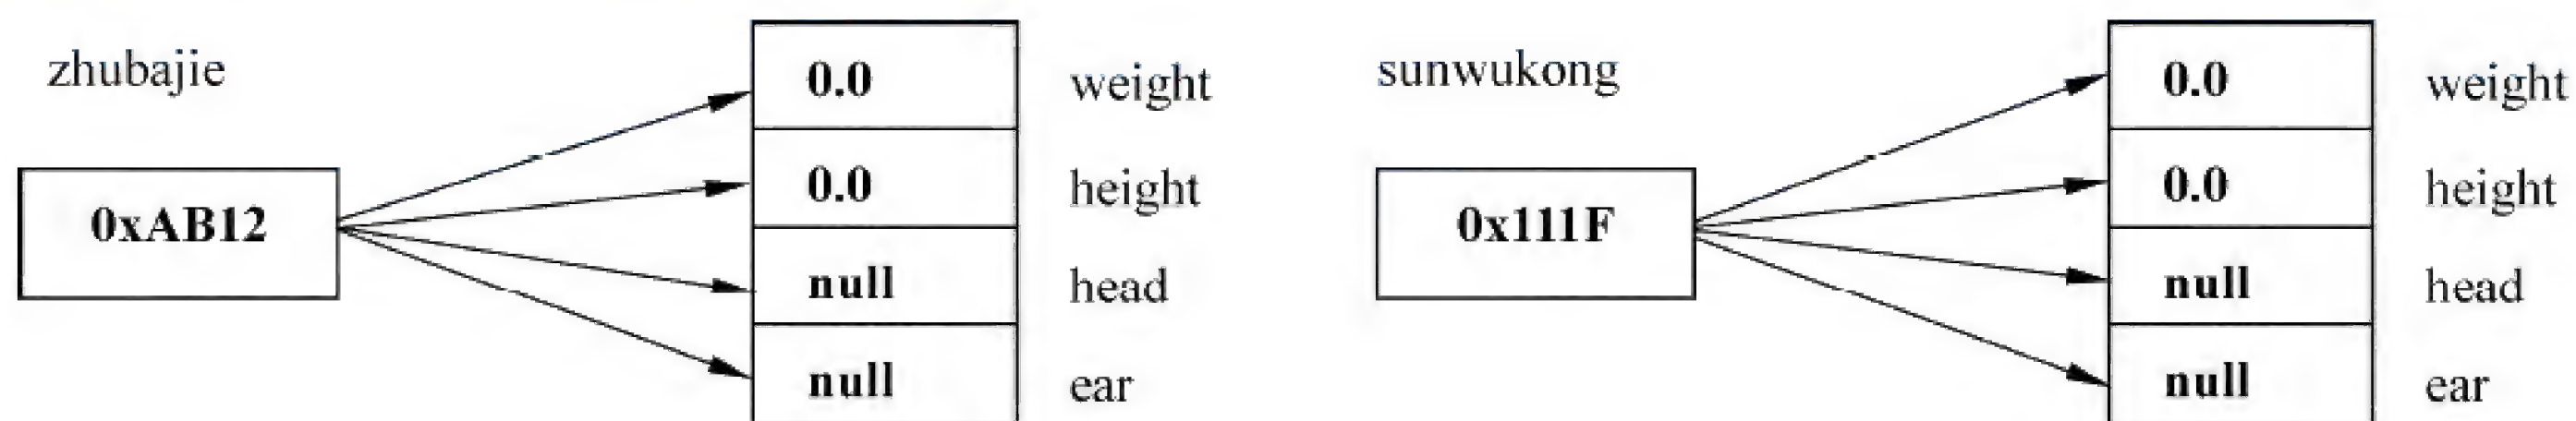 zhubajie
0xAB12
0.0 weight
0.0 height
null head
null ear
sunwukong
0x111F
0.0 weight
0.0 height
null head
null ear